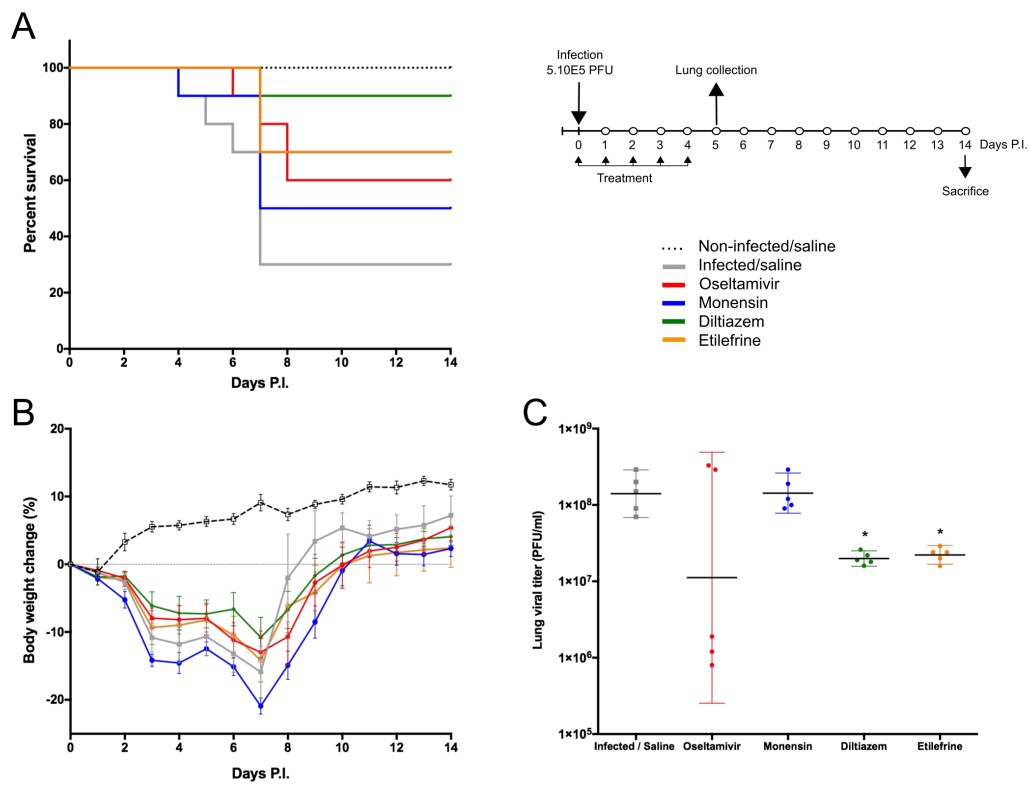 A
Percent survival
100
80
60
40
20
0
0 2 4 6 8 10 12 14
Days P.I.
Infection
5.10E5 PFU
Lung collection
0 1 2 3 4 5 6 7 8 9 10 11 12 13 14 Days P.I.
Treatment
Sacrifice
Non-infected/saline
Infected/saline
Oseltamivir
Monensin
Diltiazem
Etilefrine
B
Body weight change (%)
20
10
0
-10
-20
0 2 4 6 8 10 12 14
Days P.I.
C
Lung viral titer (PFU/ml)
1×10⁹
1×10⁸
1×10⁷
1×10⁶
1×10⁵
* *
Infected / Saline Oseltamivir Monensin Diltiazem Etilefrine